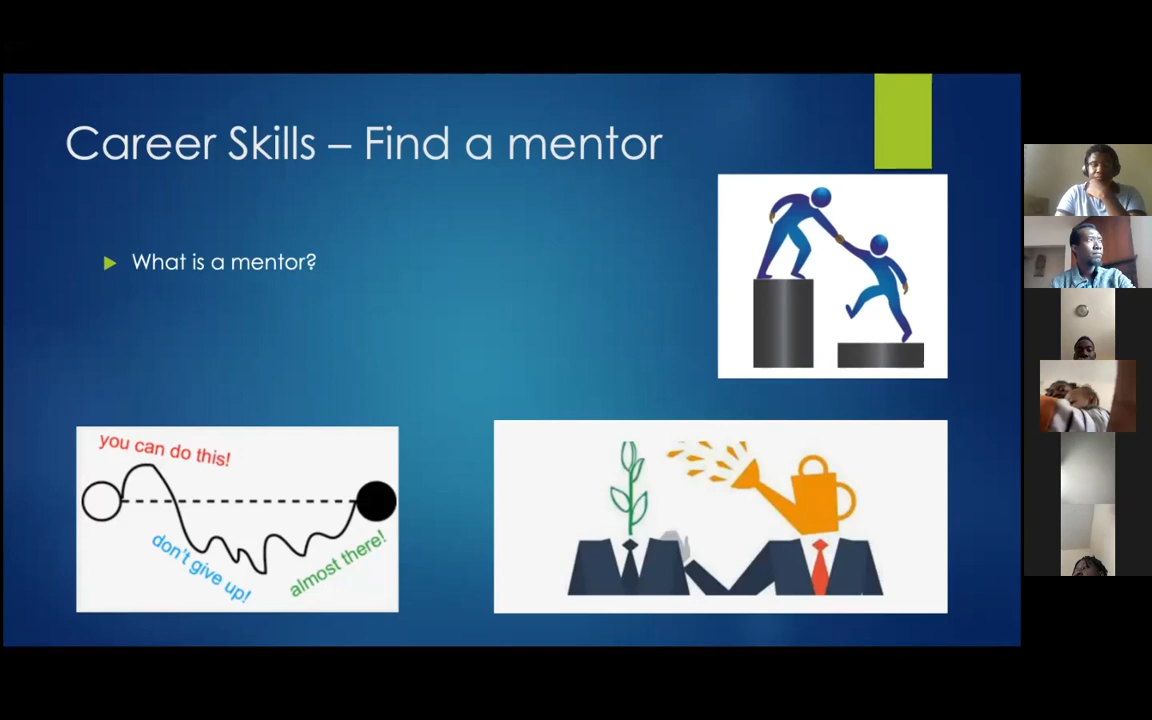 Career Skills – Find a mentor
What is a mentor?
you can do this!
don't give up!
almost there!